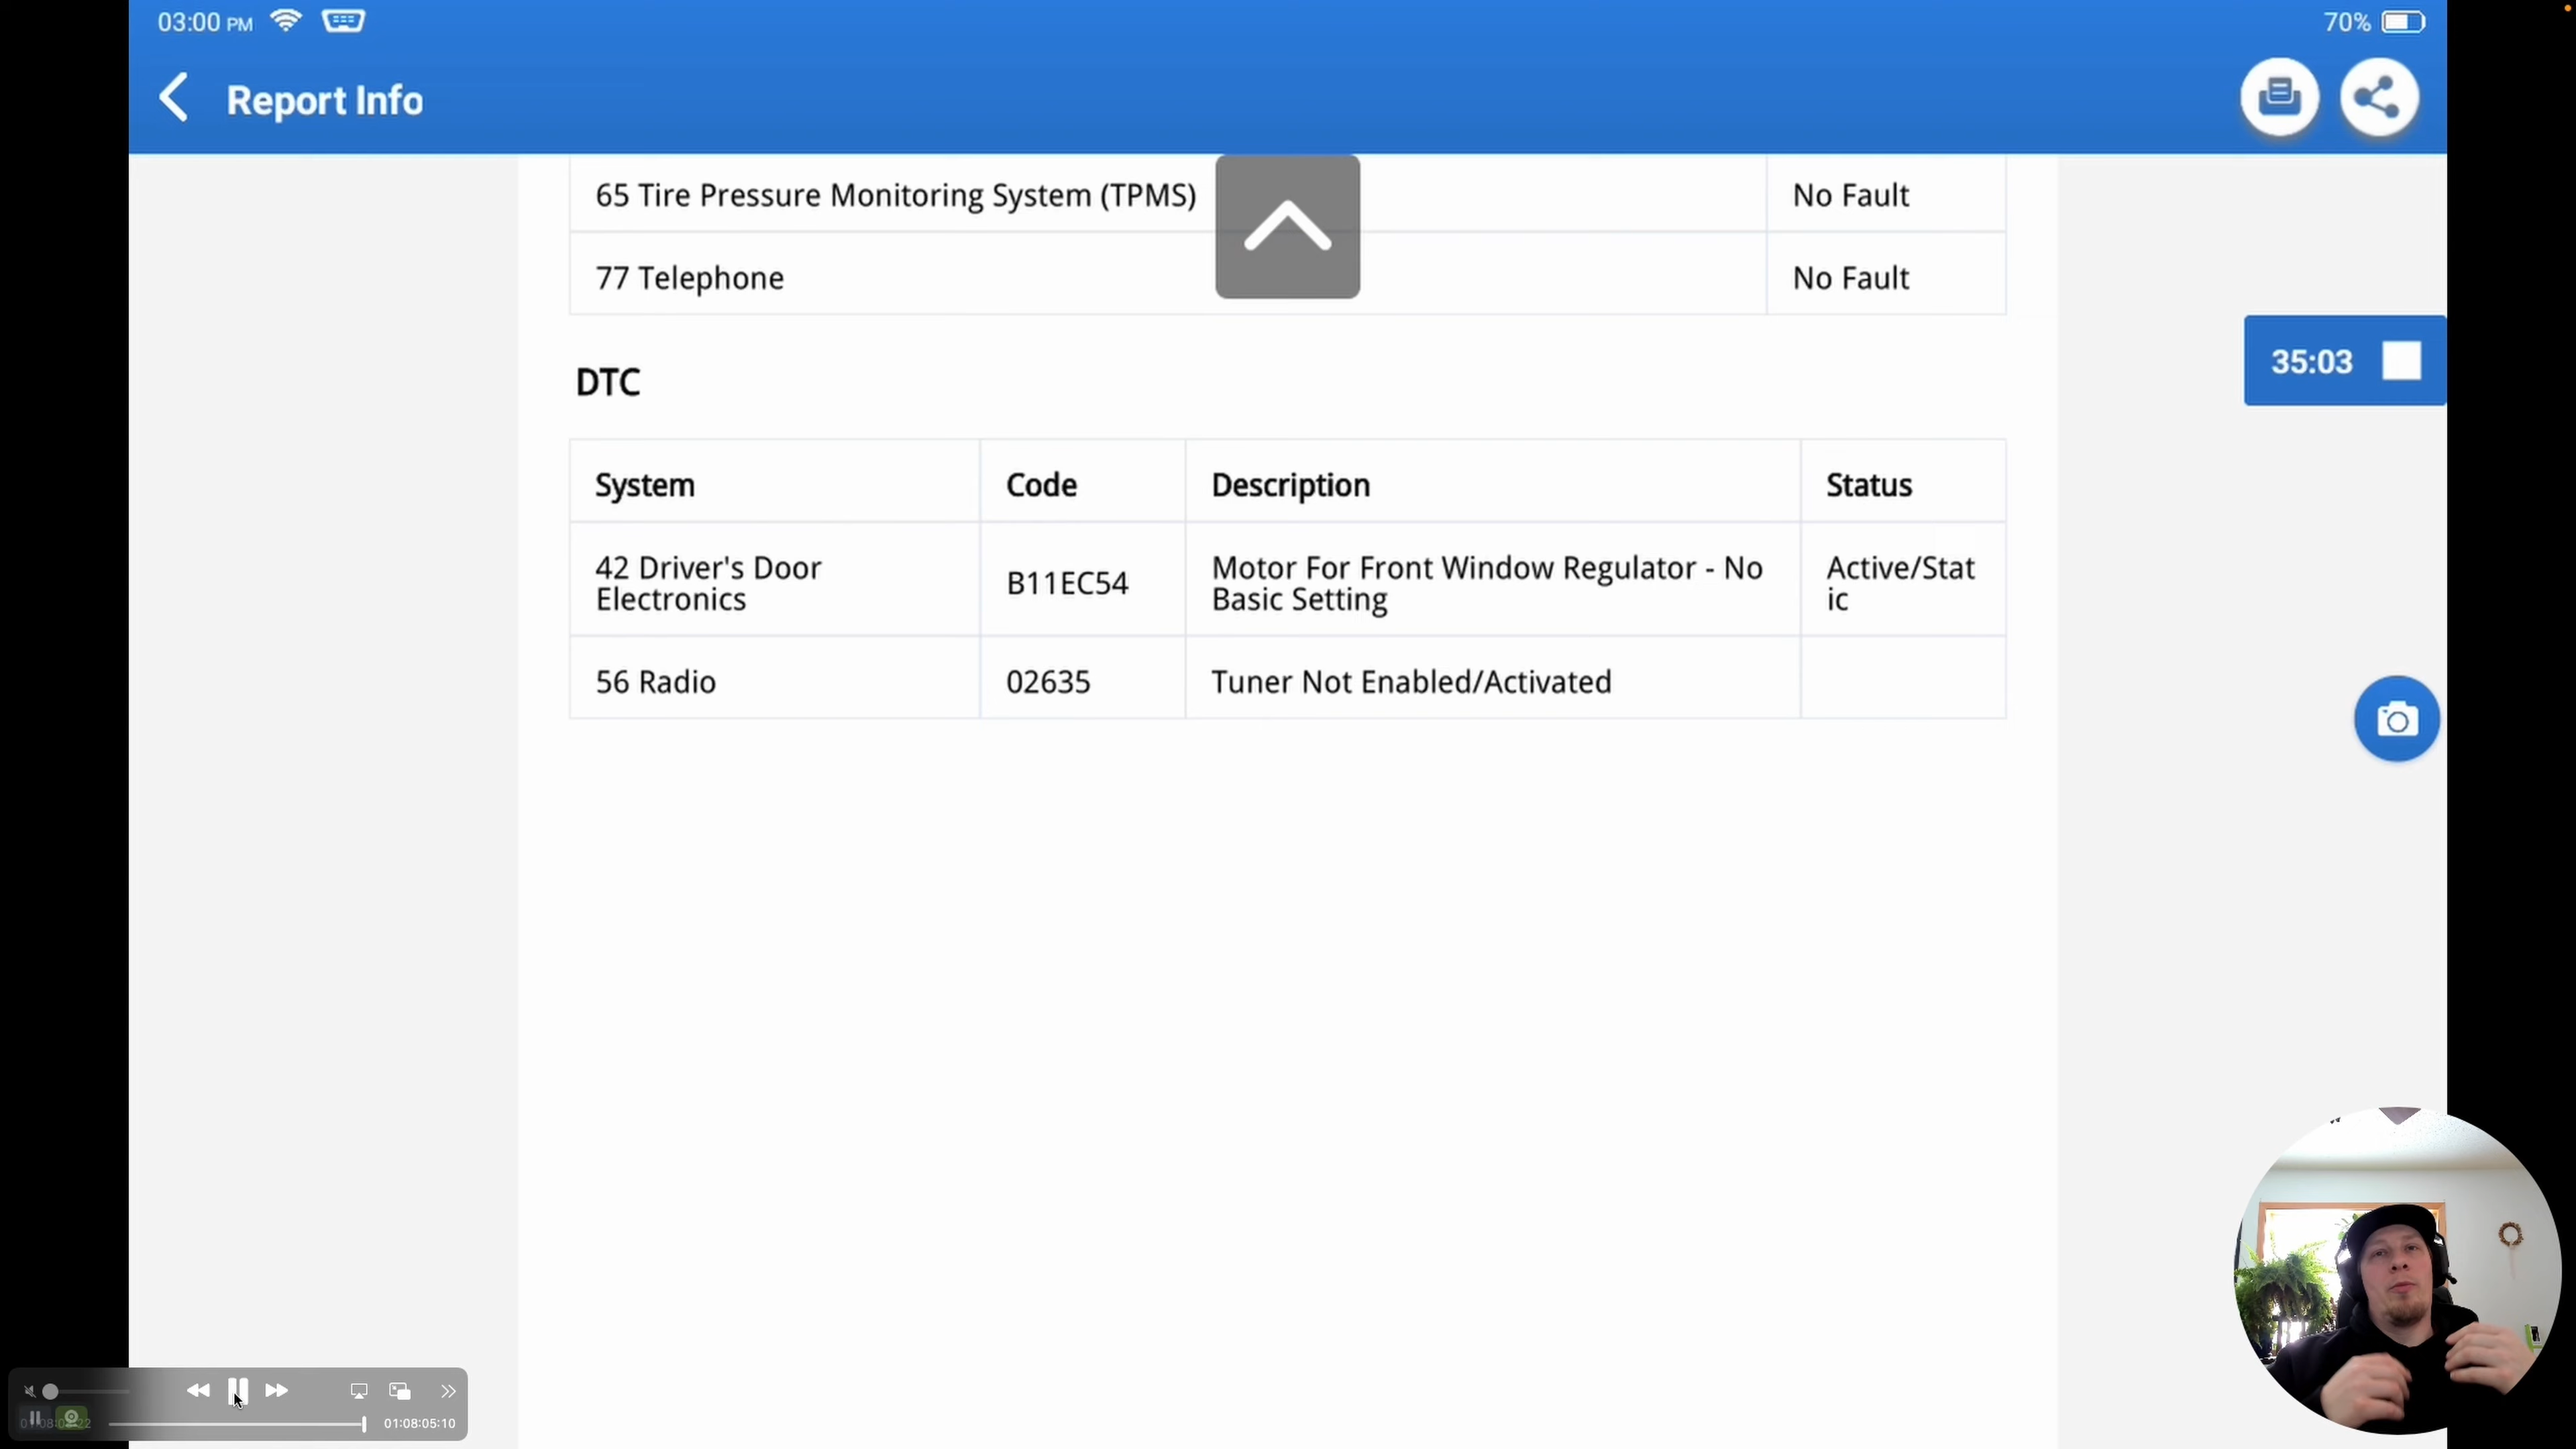 03:00 PM
70%
Report Info
65 Tire Pressure Monitoring System (TPMS) No Fault
77 Telephone No Fault
35:03
DTC
System Code Description Status
42 Driver's Door
Electronics
B11EC54
Motor For Front Window Regulator - No
Basic Setting
Active/Stat
ic
56 Radio 02635 Tuner Not Enabled/Activated
01:08:05:10